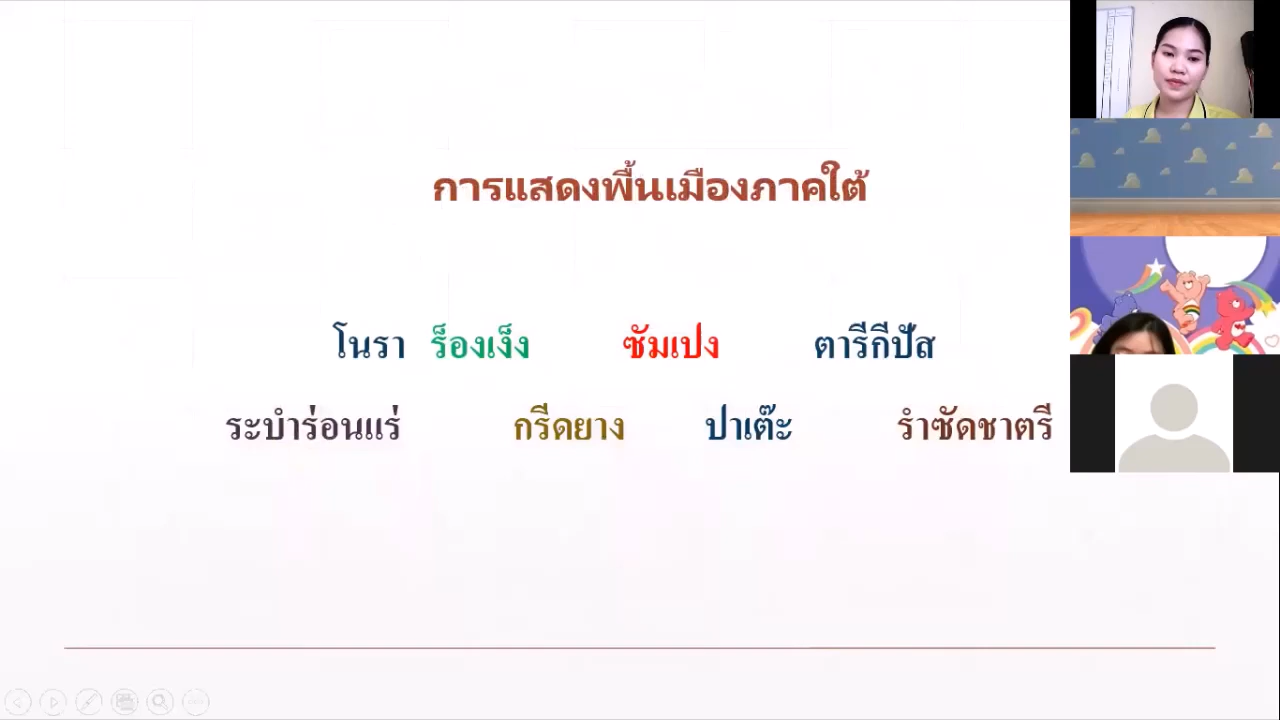 การแสดงพื้นเมืองภาคใต้
โนรา ร็องเง็ง ซัมเปง ตารีกีปัส
ระบำร่อนแร่ กรีดยาง ปาเต๊ะ รำซัดชาตรี